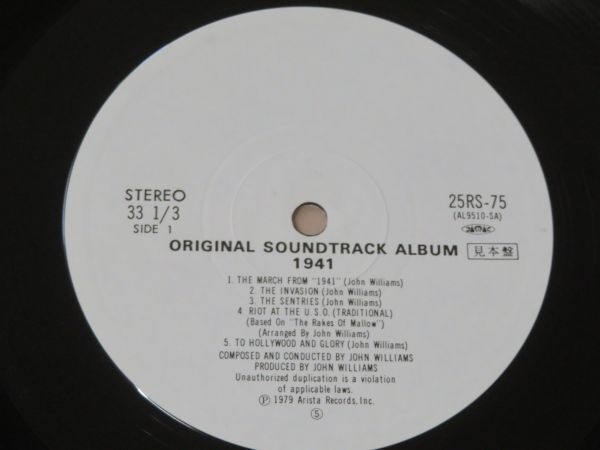 STEREO
33 1/3
SIDE 1
25RS-75
(AL9510-SA)
見本盤
ORIGINAL SOUNDTRACK ALBUM
1941
1. THE MARCH FROM "1941" (John Williams)
2. THE INVASION (John Williams)
3. THE SENTRIES (John Williams)
4. RIOT AT THE U.S.O. (TRADITIONAL)
(Based On "The Rakes Of Mallow")
(Arranged By John Williams)
5. TO HOLLYWOOD AND GLORY (John Williams)
COMPOSED AND CONDUCTED BY JOHN WILLIAMS
PRODUCED BY JOHN WILLIAMS
Unauthorized duplication is a violation
of applicable laws.
Ⓟ 1979 Arista Records, Inc.
⑤